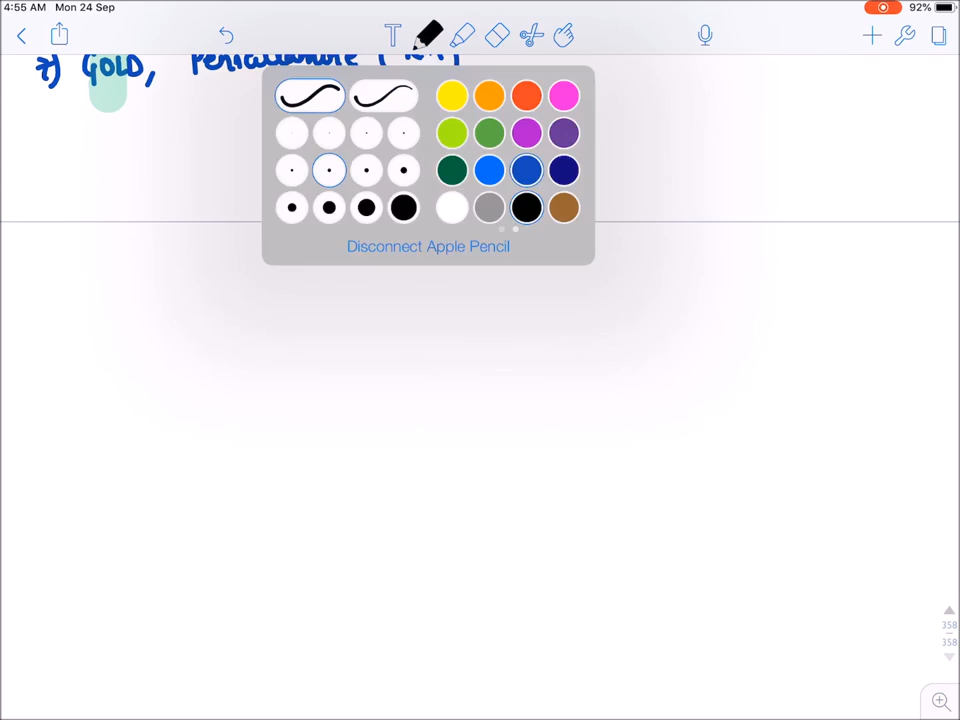 4:55 AM Mon 24 Sep
92%
T
7) GOLD,
Disconnect Apple Pencil
358
358